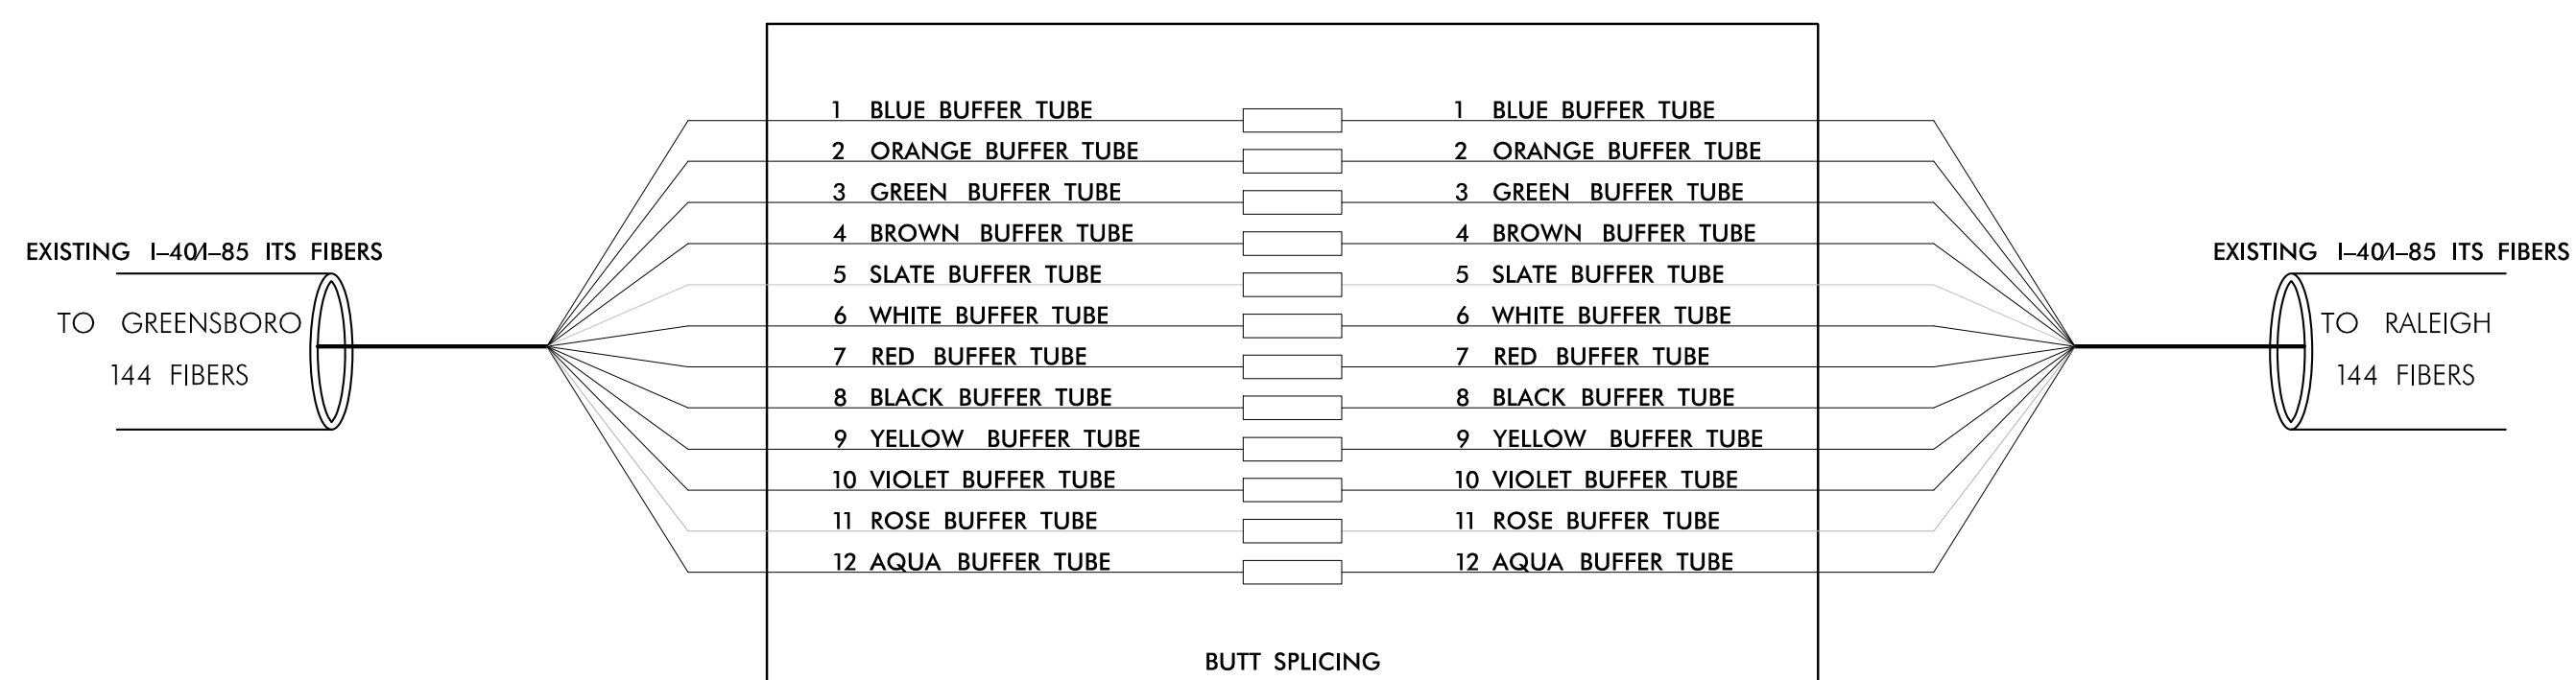 1 BLUE BUFFER TUBE 1 BLUE BUFFER TUBE
2 ORANGE BUFFER TUBE 2 ORANGE BUFFER TUBE
3 GREEN BUFFER TUBE 3 GREEN BUFFER TUBE
4 BROWN BUFFER TUBE 4 BROWN BUFFER TUBE
EXISTING I-40/I-85 ITS FIBERS EXISTING I-40/I-85 ITS FIBERS
5 SLATE BUFFER TUBE 5 SLATE BUFFER TUBE
6 WHITE BUFFER TUBE 6 WHITE BUFFER TUBE
TO GREENSBORO TO RALEIGH
7 RED BUFFER TUBE 7 RED BUFFER TUBE
144 FIBERS 144 FIBERS
8 BLACK BUFFER TUBE 8 BLACK BUFFER TUBE
9 YELLOW BUFFER TUBE 9 YELLOW BUFFER TUBE
10 VIOLET BUFFER TUBE 10 VIOLET BUFFER TUBE
11 ROSE BUFFER TUBE 11 ROSE BUFFER TUBE
12 AQUA BUFFER TUBE 12 AQUA BUFFER TUBE
BUTT SPLICING